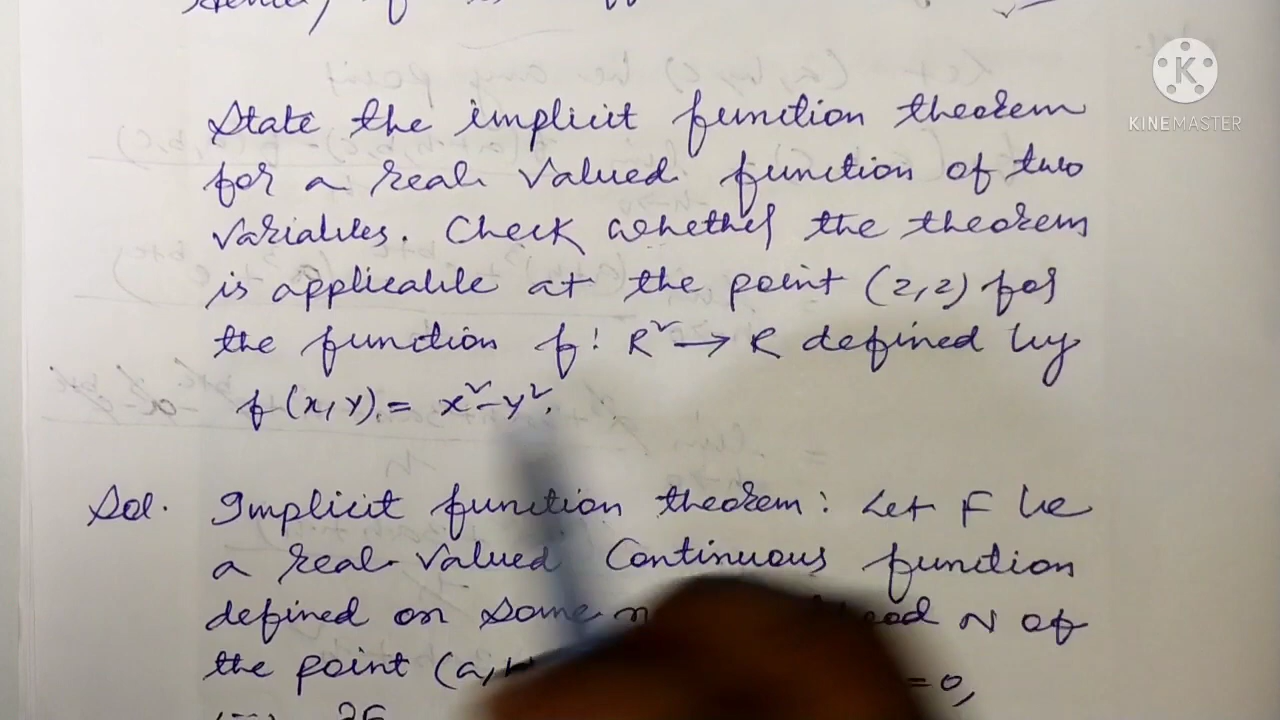 KINEMASTER
State the implicit function theorem
for a real valued function of two
variables. Check whether the theorem
is applicable at the point (2,2) for
the function f: R² → R defined by
f(x,y) = x²-y².
Sol. Implicit function theorem: Let F be
a real valued continuous function
defined on some N of
the point (a, =0,